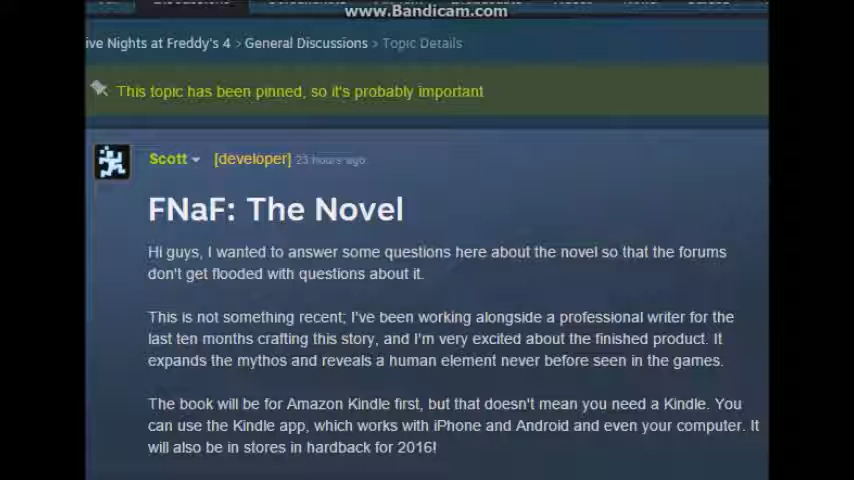 www.Bandicam.com
ive Nights at Freddy's 4 > General Discussions > Topic Details
This topic has been pinned, so it's probably important
Scott [developer] 23 hours ago
FNaF: The Novel
Hi guys, I wanted to answer some questions here about the novel so that the forums
don't get flooded with questions about it.
This is not something recent; I've been working alongside a professional writer for the
last ten months crafting this story, and I'm very excited about the finished product. It
expands the mythos and reveals a human element never before seen in the games.
The book will be for Amazon Kindle first, but that doesn't mean you need a Kindle. You
can use the Kindle app, which works with iPhone and Android and even your computer. It
will also be in stores in hardback for 2016!